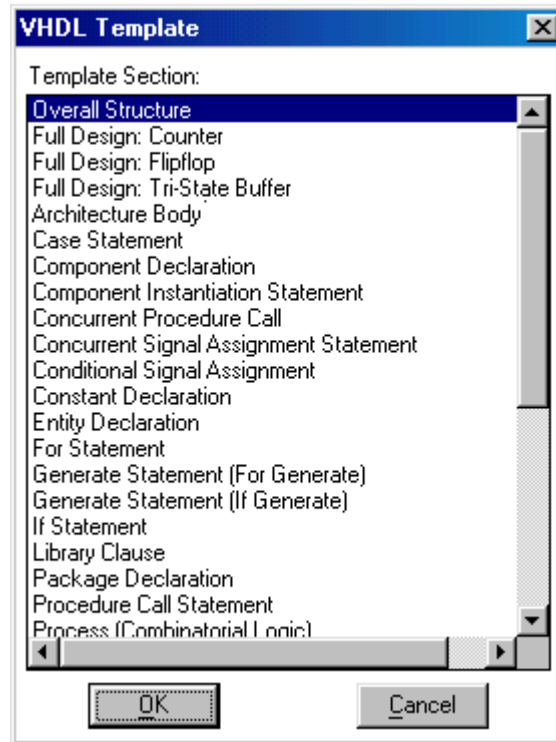 VHDL Template
Template Section:
Overall Structure
Full Design: Counter
Full Design: Flipflop
Full Design: Tri-State Buffer
Architecture Body
Case Statement
Component Declaration
Component Instantiation Statement
Concurrent Procedure Call
Concurrent Signal Assignment Statement
Conditional Signal Assignment
Constant Declaration
Entity Declaration
For Statement
Generate Statement (For Generate)
Generate Statement (If Generate)
If Statement
Library Clause
Package Declaration
Procedure Call Statement
Process (Combinatorial Logic)
OK Cancel